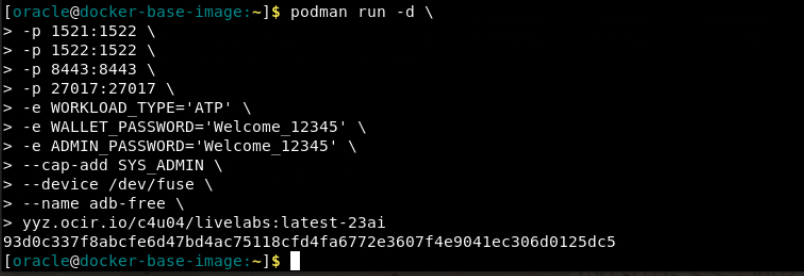 [oracle@docker-base-image:~]$ podman run -d \
> -p 1521:1522 \
> -p 1522:1522 \
> -p 8443:8443 \
> -p 27017:27017 \
> -e WORKLOAD_TYPE='ATP' \
> -e WALLET_PASSWORD='Welcome_12345' \
> -e ADMIN_PASSWORD='Welcome_12345' \
> --cap-add SYS_ADMIN \
> --device /dev/fuse \
> --name adb-free \
> yyz.ocir.io/c4u04/livelabs:latest-23ai
93d0c337f8abcfe6d47bd4ac75118cfd4fa6772e3607f4e9041ec306d0125dc5
[oracle@docker-base-image:~]$